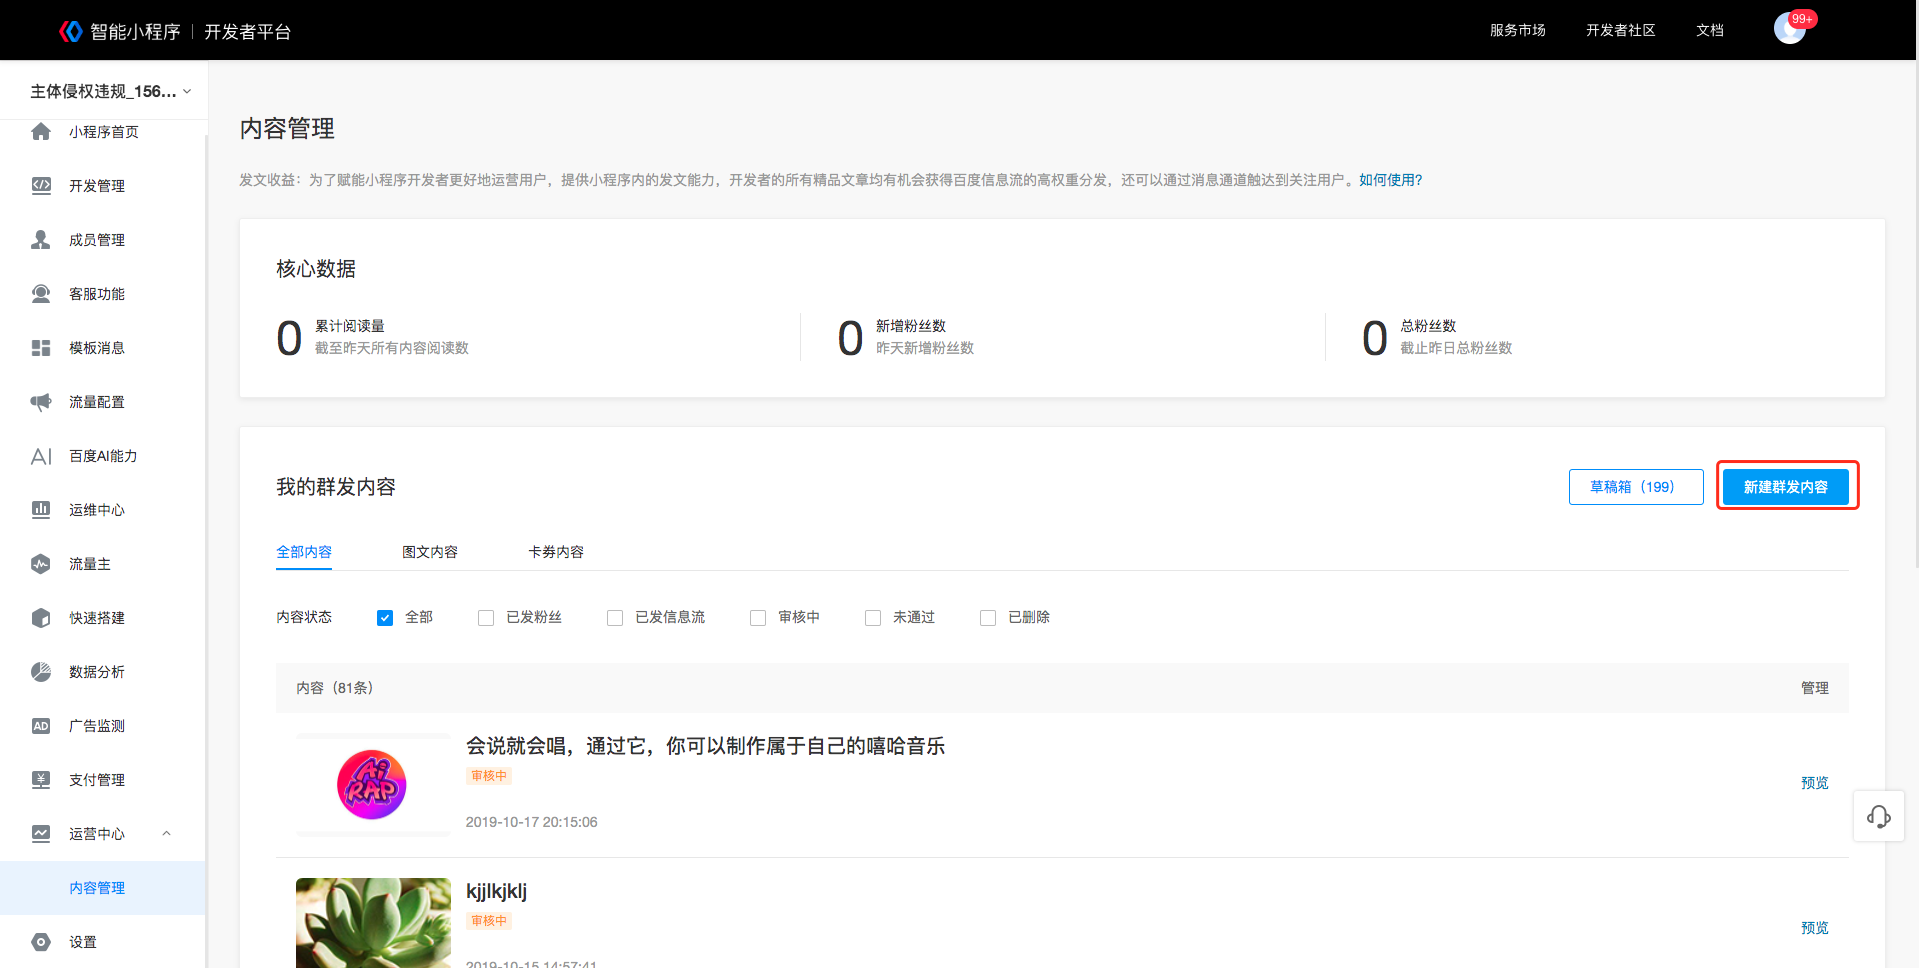 智能小程序 | 开发者平台
服务市场
开发者社区
文档
99+
主体侵权违规_156...
小程序首页
开发管理
成员管理
客服功能
模板消息
流量配置
AI 百度AI能力
运维中心
流量主
快速搭建
数据分析
AD 广告监测
支付管理
运营中心
内容管理
设置
内容管理
发文收益：为了赋能小程序开发者更好地运营用户，提供小程序内的发文能力，开发者的所有精品文章均有机会获得百度信息流的高权重分发，还可以通过消息通道触达到关注用户。如何使用?
核心数据
0 累计阅读量
截至昨天所有内容阅读数
0 新增粉丝数
昨天新增粉丝数
0 总粉丝数
截止昨日总粉丝数
我的群发内容
草稿箱（199）
新建群发内容
全部内容
图文内容
卡券内容
内容状态 全部 已发粉丝 已发信息流 审核中 未通过 已删除
内容（81条） 管理
Ai
RAP
会说就会唱，通过它，你可以制作属于自己的嘻哈音乐
审核中
预览
2019-10-17 20:15:06
kjjlkjklj
审核中
预览
2019-10-15 14:57:41